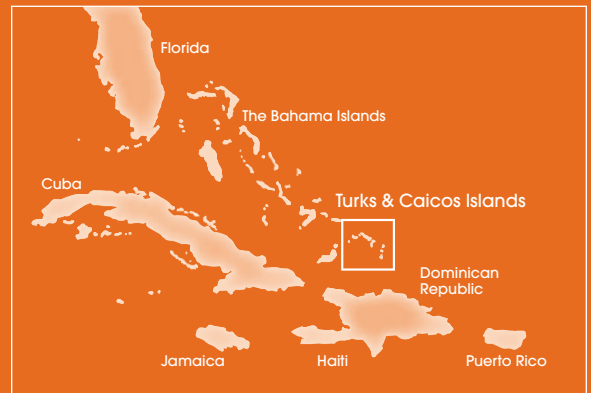 Florida
The Bahama Islands
Cuba
Turks & Caicos Islands
Dominican
Republic
Jamaica
Haiti
Puerto Rico